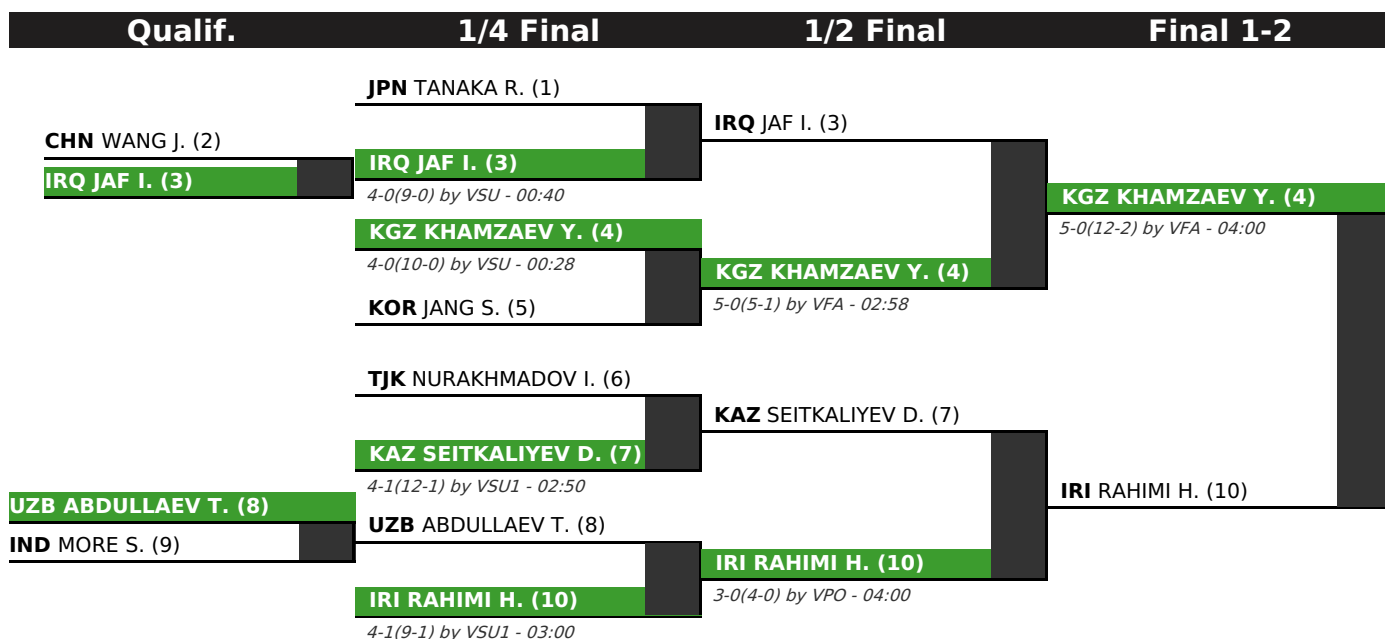 Qualif.
1/4 Final
1/2 Final
Final 1-2
CHN WANG J. (2)
IRQ JAF I. (3)
UZB ABDULLAEV T. (8)
IND MORE S. (9)
JPN TANAKA R. (1)
IRQ JAF I. (3)
4-0(9-0) by VSU - 00:40
KGZ KHAMZAEV Y. (4)
4-0(10-0) by VSU - 00:28
KOR JANG S. (5)
TJK NURAKHMADOV I. (6)
KAZ SEITKALIYEV D. (7)
4-1(12-1) by VSU1 - 02:50
UZB ABDULLAEV T. (8)
IRI RAHIMI H. (10)
4-1(9-1) by VSU1 - 03:00
IRQ JAF I. (3)
KGZ KHAMZAEV Y. (4)
5-0(5-1) by VFA - 02:58
KAZ SEITKALIYEV D. (7)
IRI RAHIMI H. (10)
3-0(4-0) by VPO - 04:00
KGZ KHAMZAEV Y. (4)
5-0(12-2) by VFA - 04:00
IRI RAHIMI H. (10)